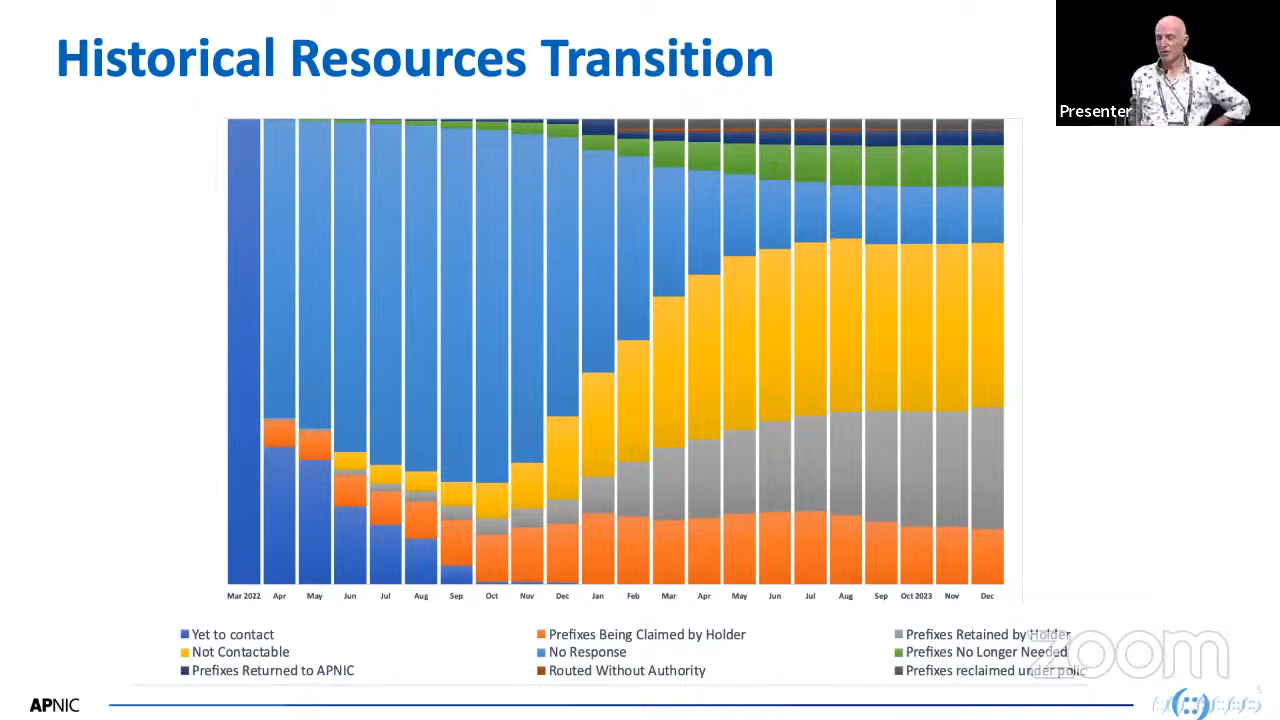 Historical Resources Transition
Presenter
Mar 2022 Apr May Jun Jul Aug Sep Oct Nov Dec Jan Feb Mar Apr May Jun Jul Aug Sep Oct 2023 Nov Dec
Yet to contact Prefixes Being Claimed by Holder Prefixes Retained by Holder
Not Contactable No Response Prefixes No Longer Needed
Prefixes Returned to APNIC Routed Without Authority Prefixes reclaimed under polic
zoom
APNIC
5